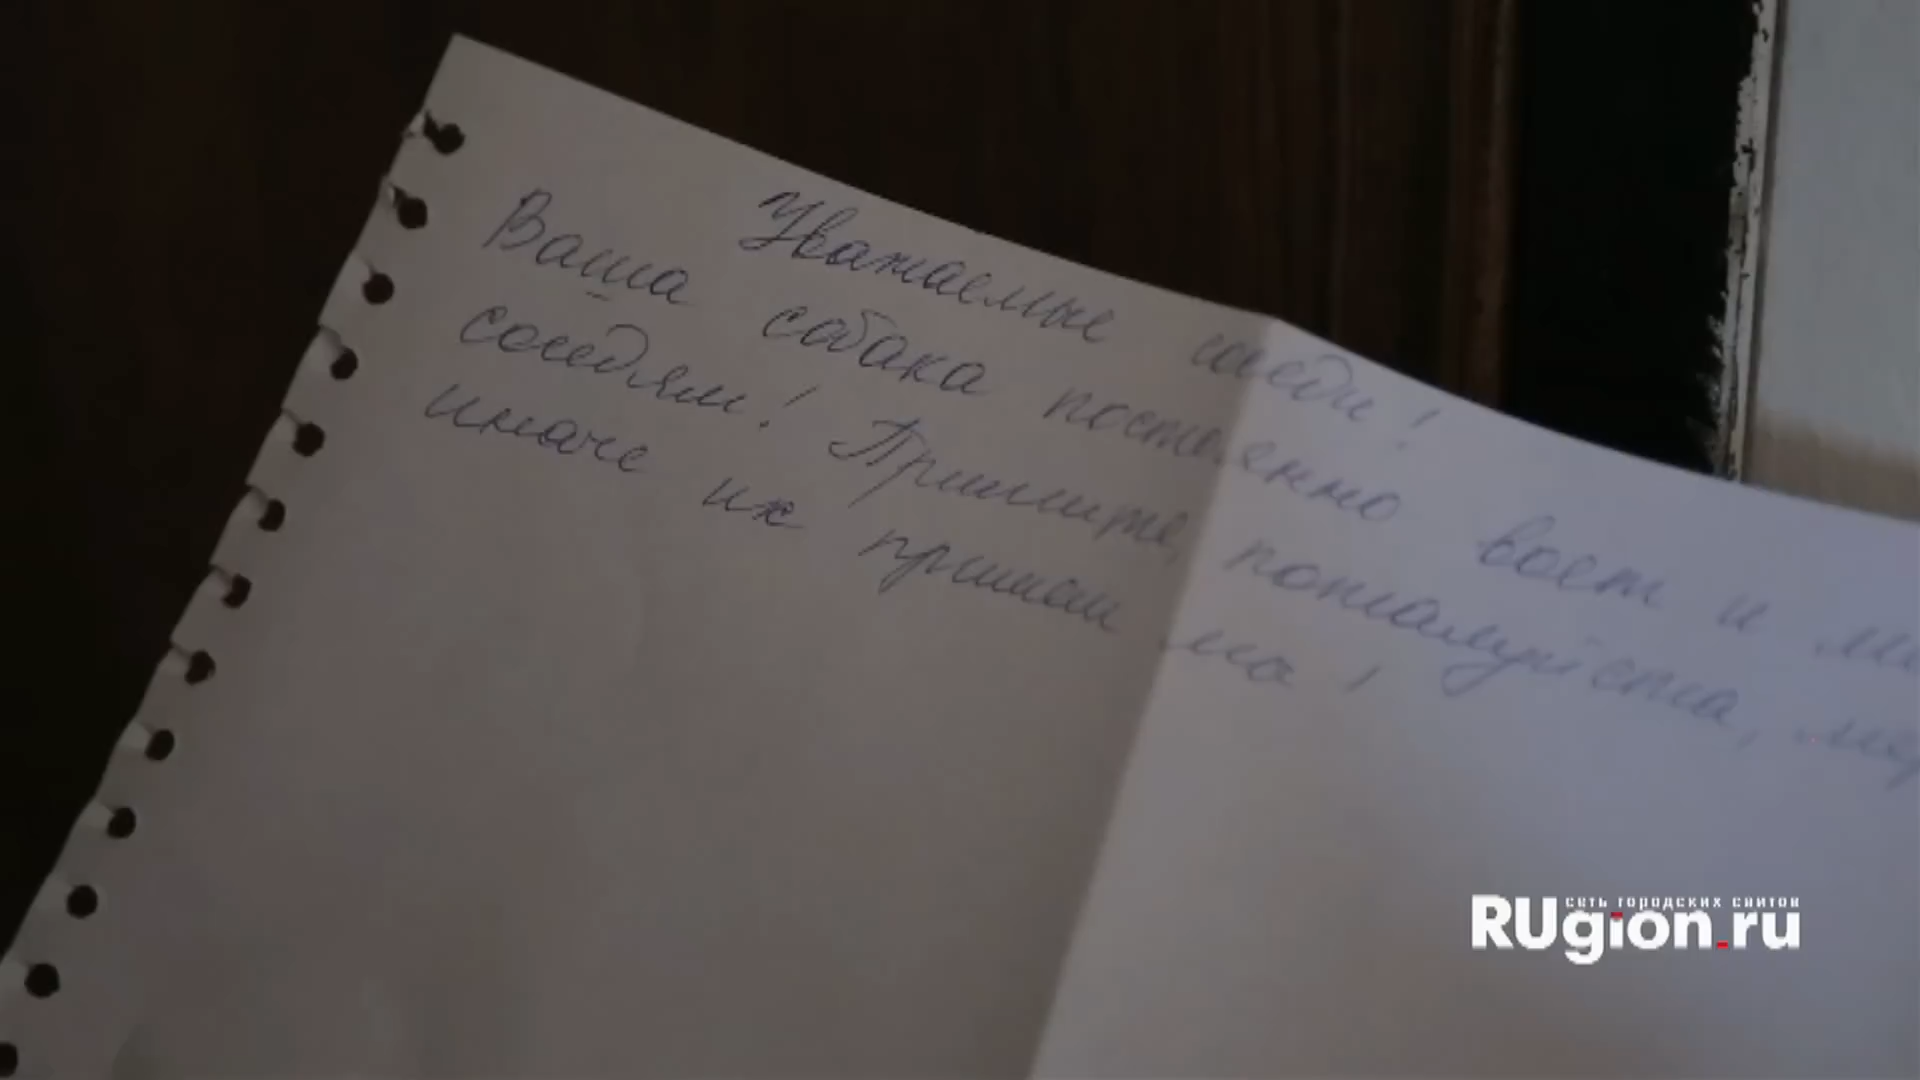 Уважаемые соседи!
Ваша собака постоянно воет и
соседям! Примите, пожалуйста,
иначе их примем мы!
сеть городских сайтов
RUgion.ru